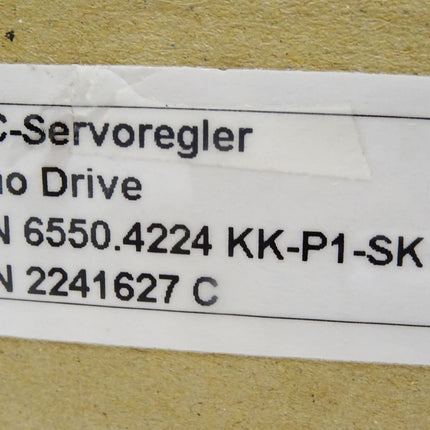 C-Servoregler
no Drive
N 6550.4224 KK-P1-SK
N 2241627 C